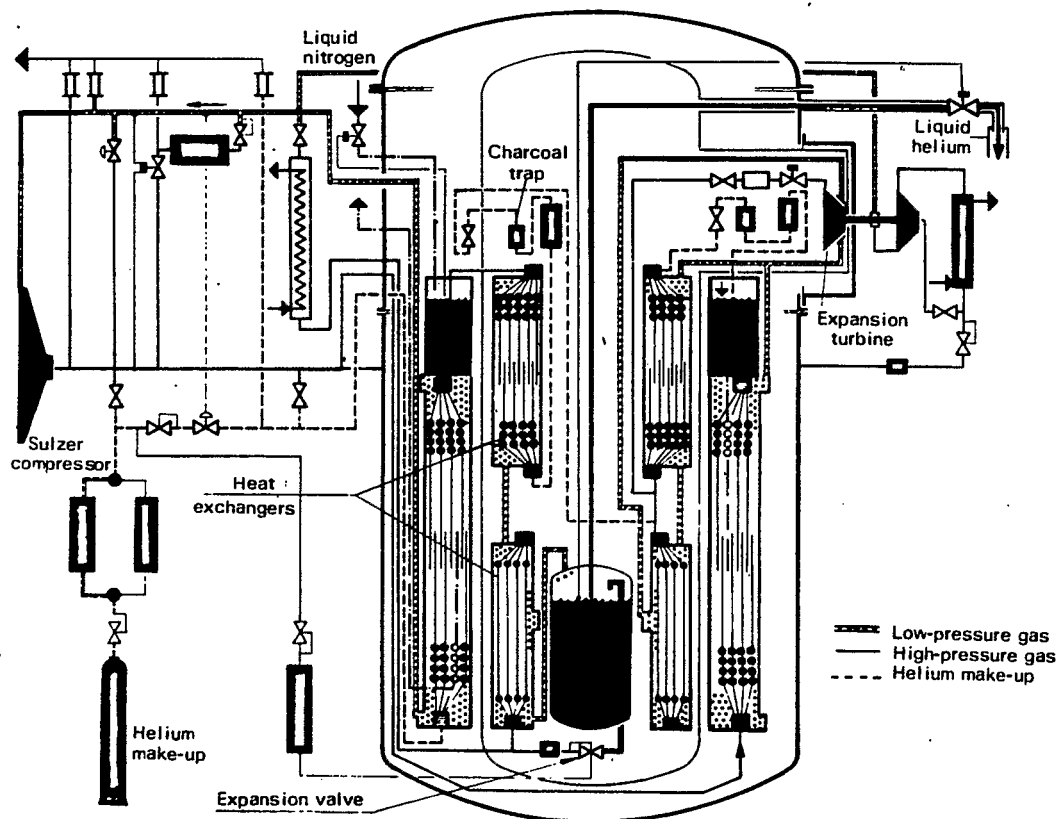 Liquid
nitrogen
Charcoal
trap
Liquid
helium
Expansion
turbine
Sulzer
compressor
Heat
exchangers
Low-pressure gas
High-pressure gas
Helium make-up
Helium
make-up
Expansion valve